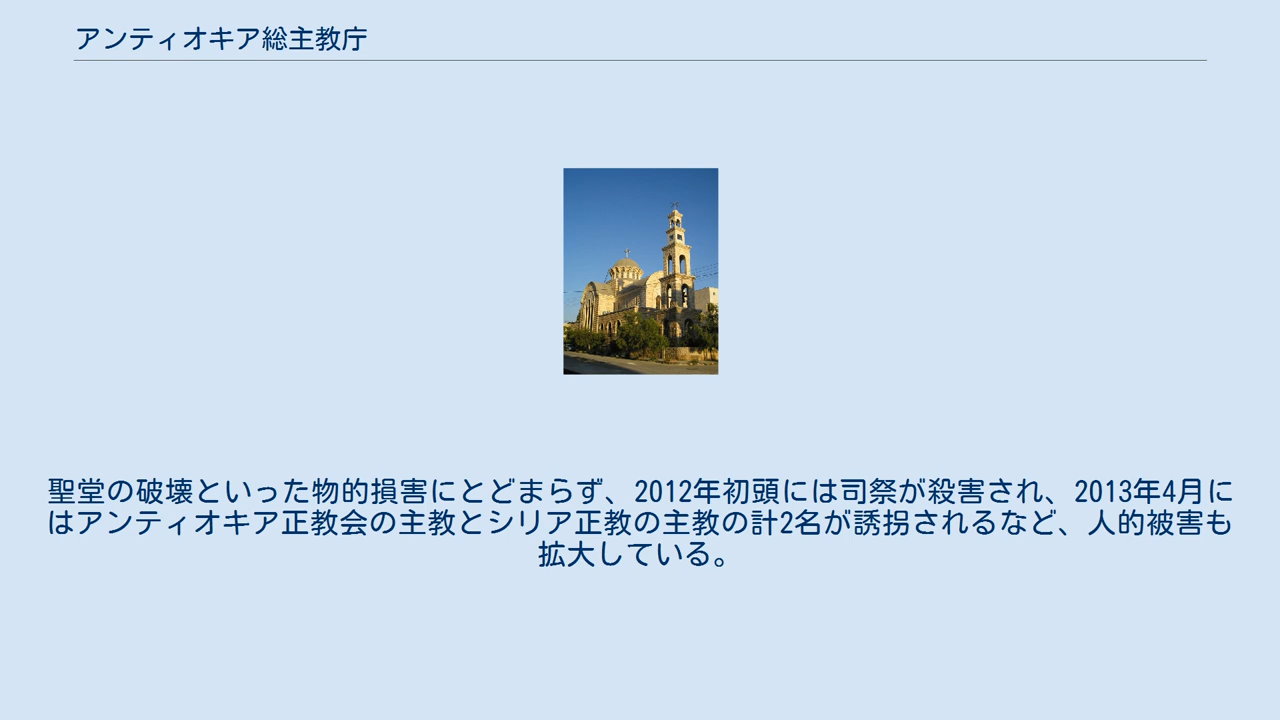 アンティオキア総主教庁
聖堂の破壊といった物的損害にとどまらず、2012年初頭には司祭が殺害され、2013年4月に
はアンティオキア正教会の主教とシリア正教の主教の計2名が誘拐されるなど、人的被害も
拡大している。